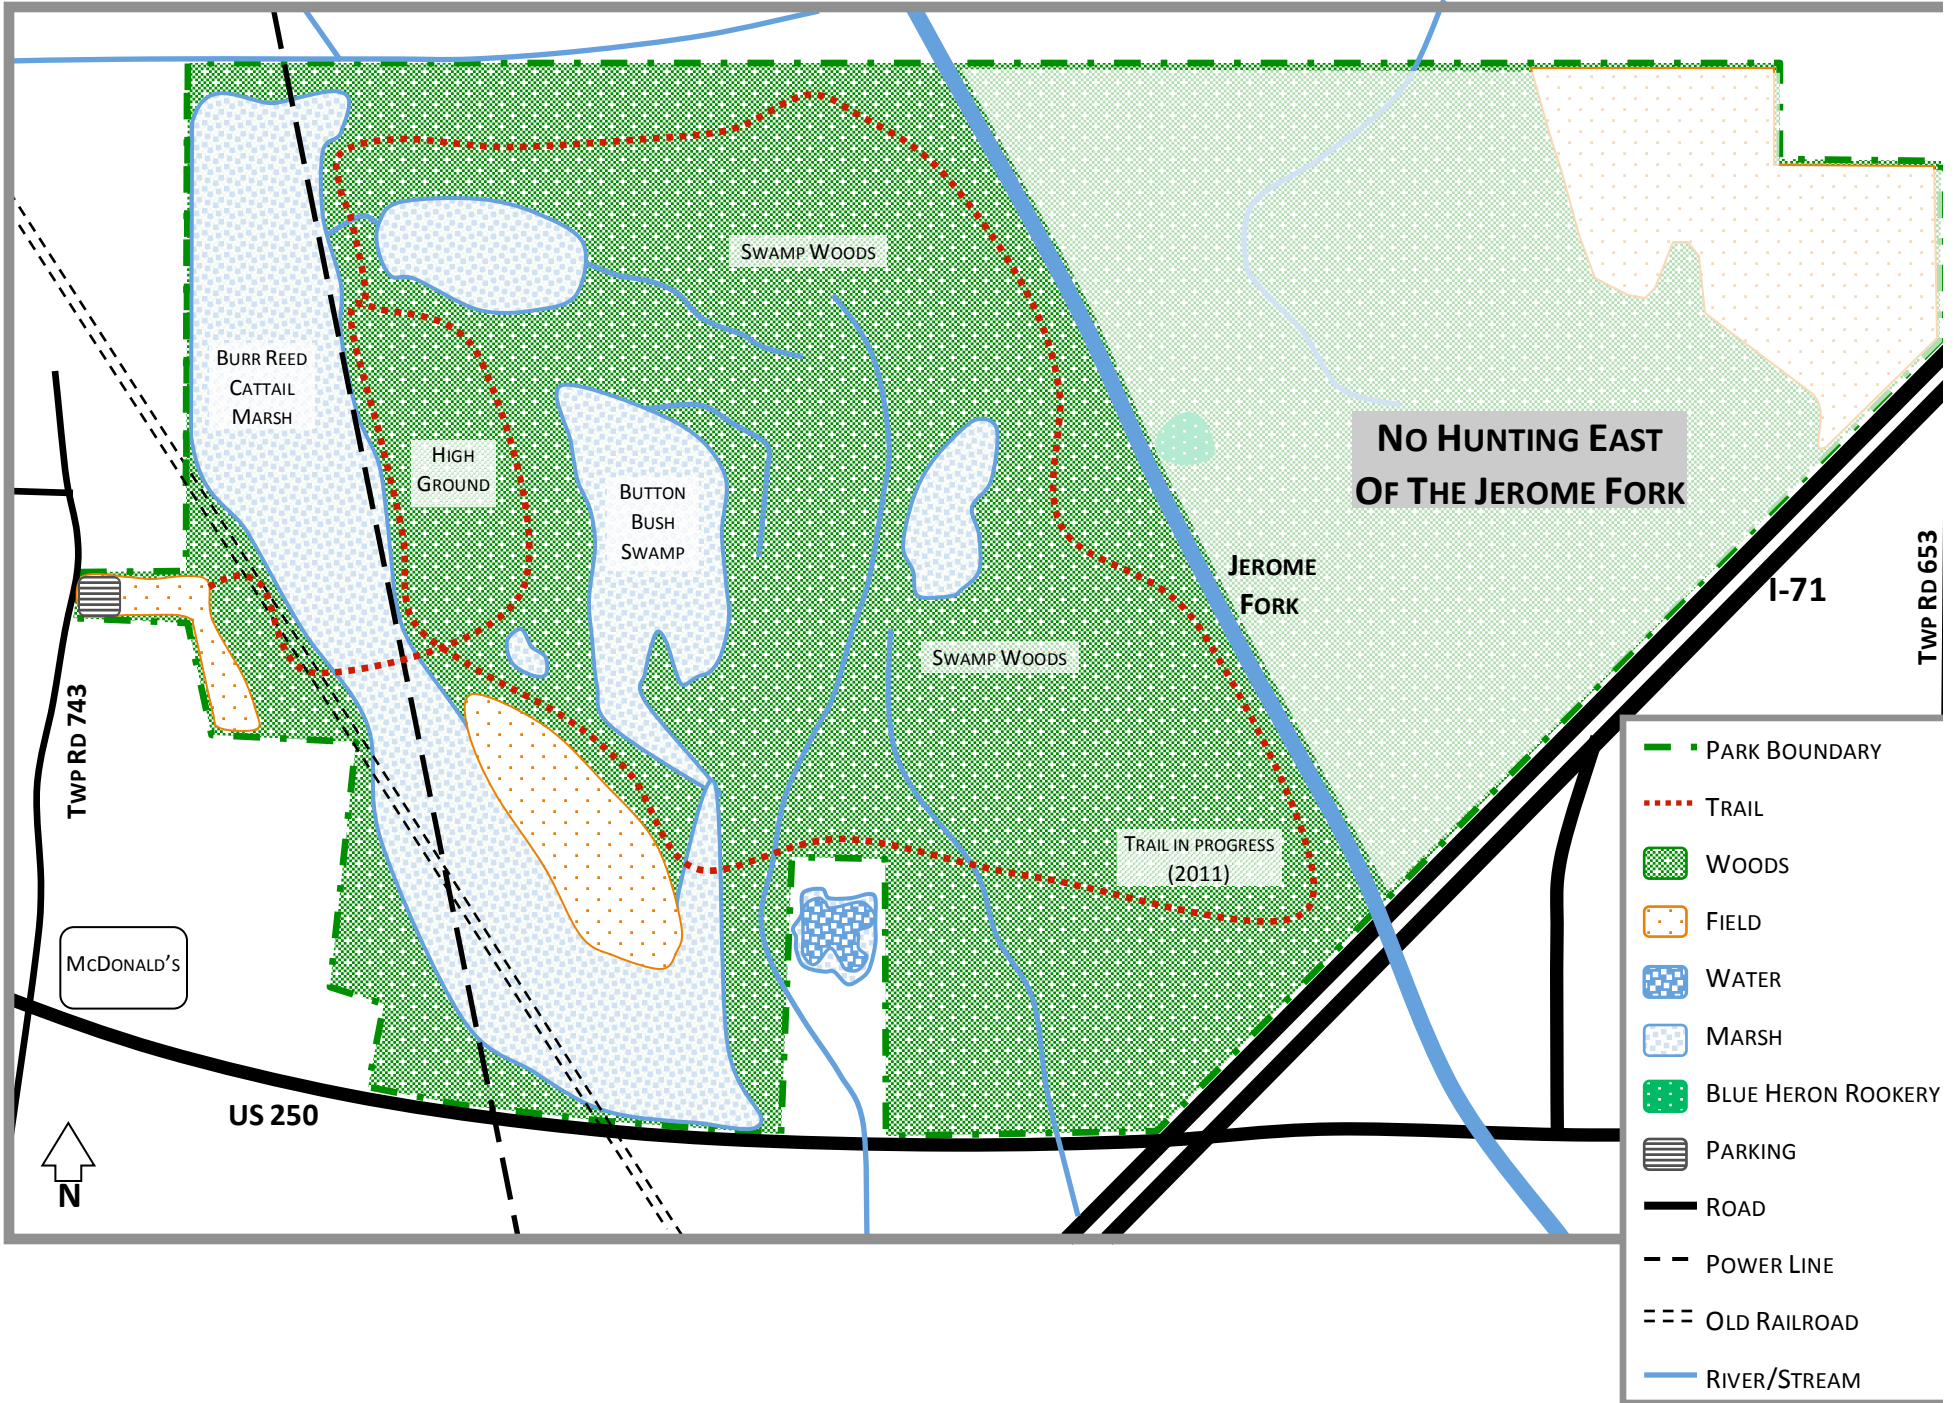 Swamp Woods
Burr Reed
Cattail
Marsh
High
Ground
Button
Bush
Swamp
No Hunting East
Of The Jerome Fork
Jerome
Fork
I-71
Twp Rd 653
Swamp Woods
Twp Rd 743
Trail in progress
(2011)
McDonald's
US 250
N
Park Boundary
Trail
Woods
Field
Water
Marsh
Blue Heron Rookery
Parking
Road
Power Line
Old Railroad
River/Stream